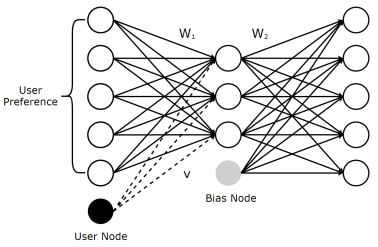 W₁
W₂
User
Preference
v
Bias Node
User Node